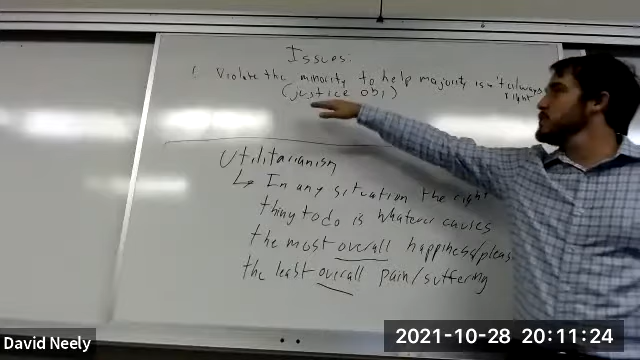 Issues:
1. Violate the minority to help majority isn't always
right
(justice obj)
Utilitarianism
↳ In any situation the right
thing to do is whatever causes
the most overall happiness/pleas
the least overall pain/suffering
David Neely
2021-10-28 20:11:24